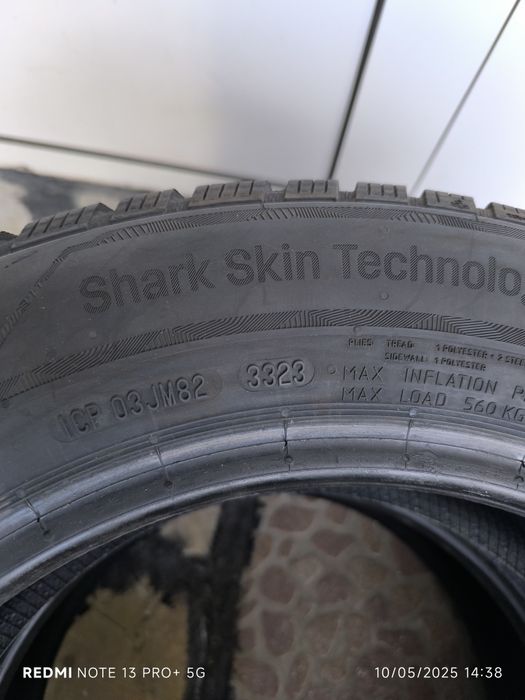 Shark Skin Technolo
PLIES: TREAD: 1 POLYESTER + 2 STE
SIDEWALL: 1 POLYESTER
1CP 03JM82 3323 MAX INFLATION P
MAX LOAD 560 KG
REDMI NOTE 13 PRO+ 5G
10/05/2025 14:38